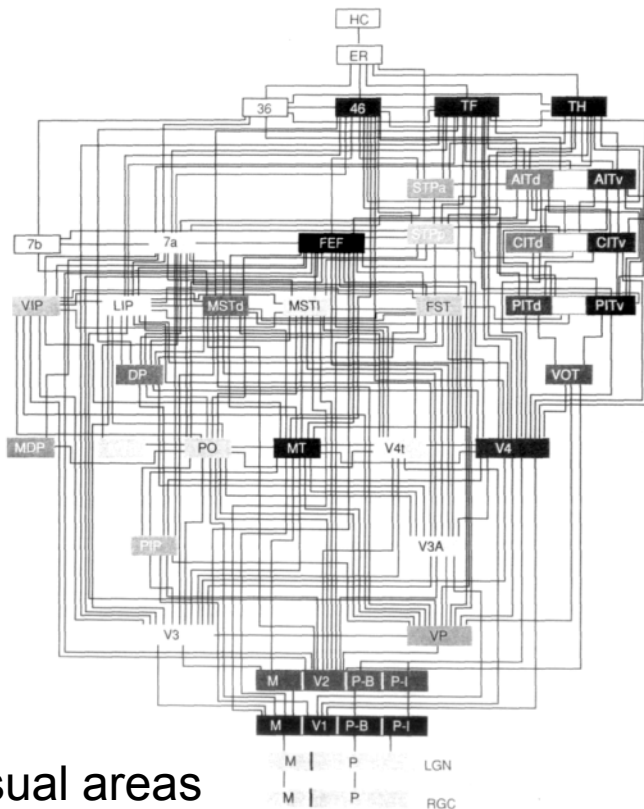 HC
ER
36 46 TF TH
STPa AITd AITv
7b 7a FEF STPp CITd CITv
VIP LIP MSTd MSTl FST PITd PITv
DP VOT
MDP PO MT V4t V4
PIP V3A
V3 VP
M V2 P-B P-I
M V1 P-B P-I
M P LGN
M P RGC
sual areas